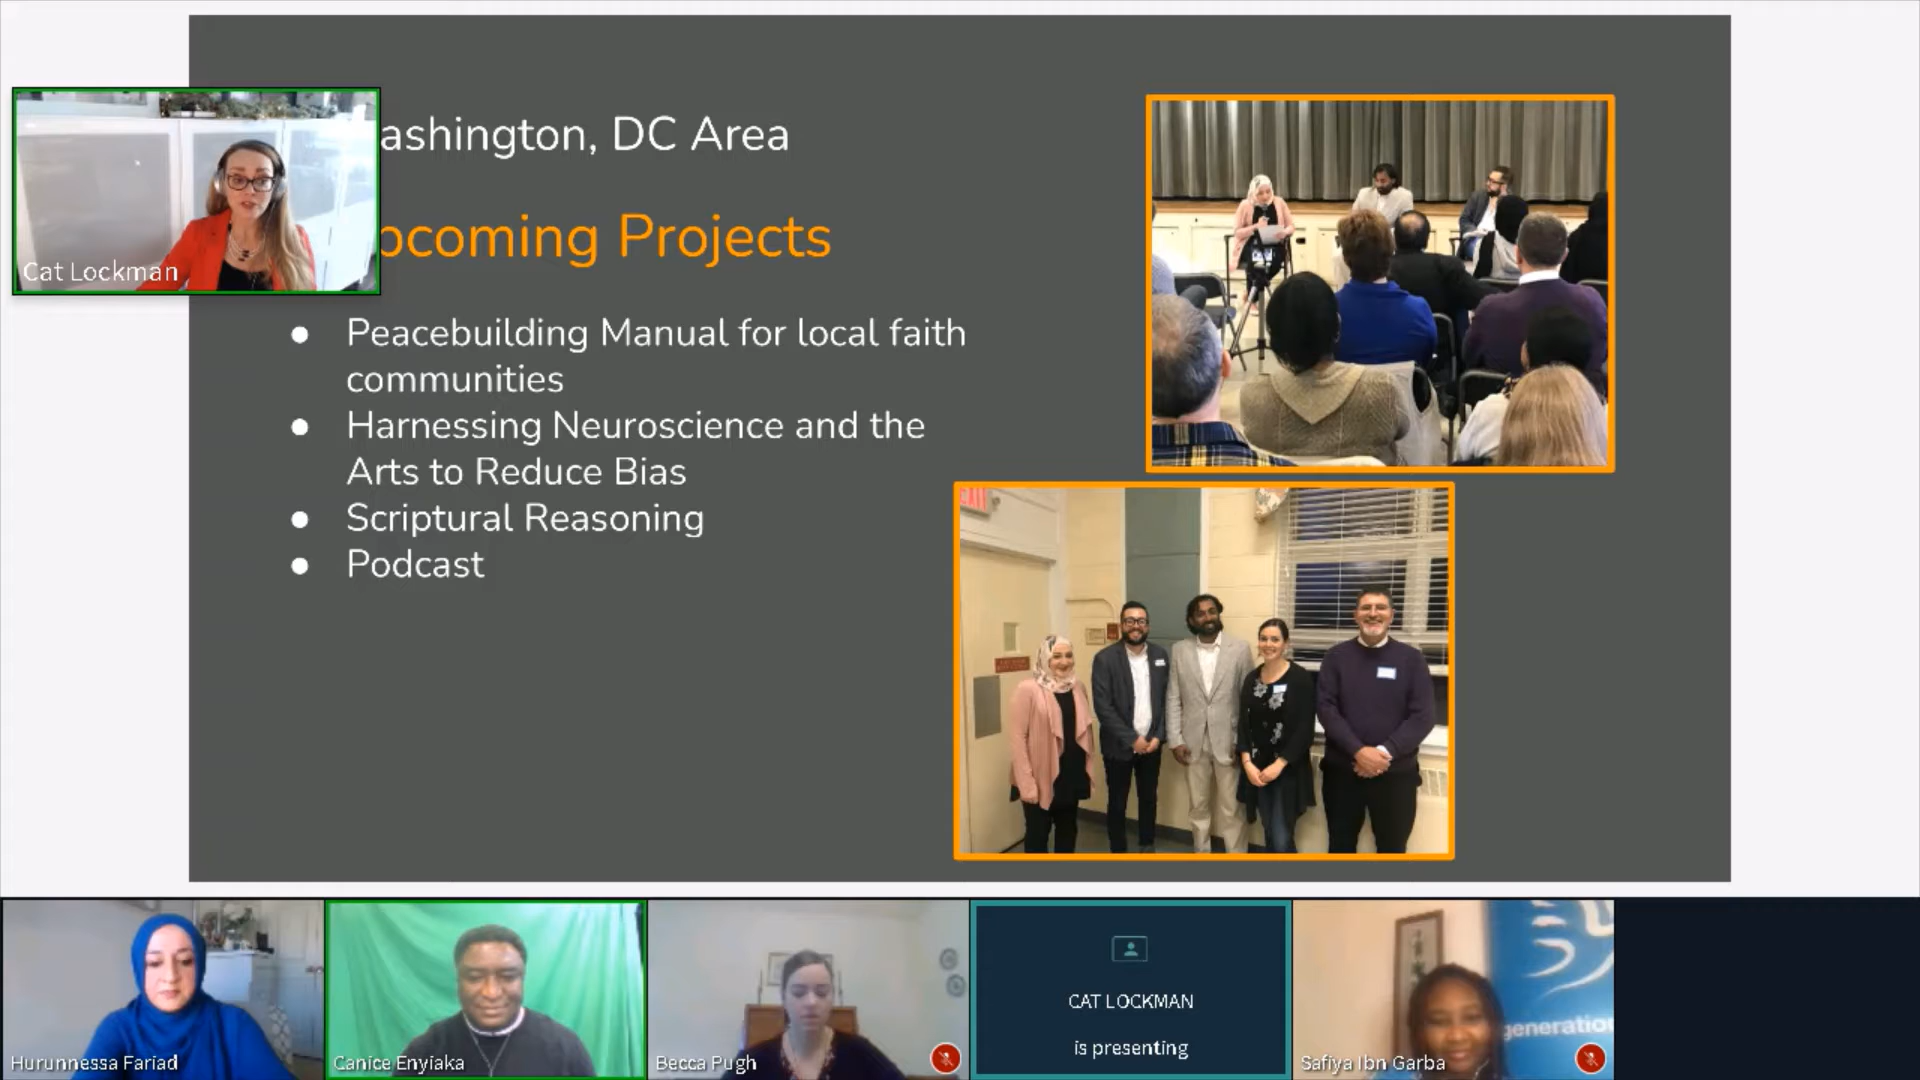 ashington, DC Area
Cat Lockman
pcoming Projects
● Peacebuilding Manual for local faith
communities
● Harnessing Neuroscience and the
Arts to Reduce Bias
● Scriptural Reasoning
● Podcast
EXIT
Hurunnessa Fariad
Canice Enyiaka
Becca Pugh
CAT LOCKMAN
is presenting
Safiya Ibn Garba
generatio